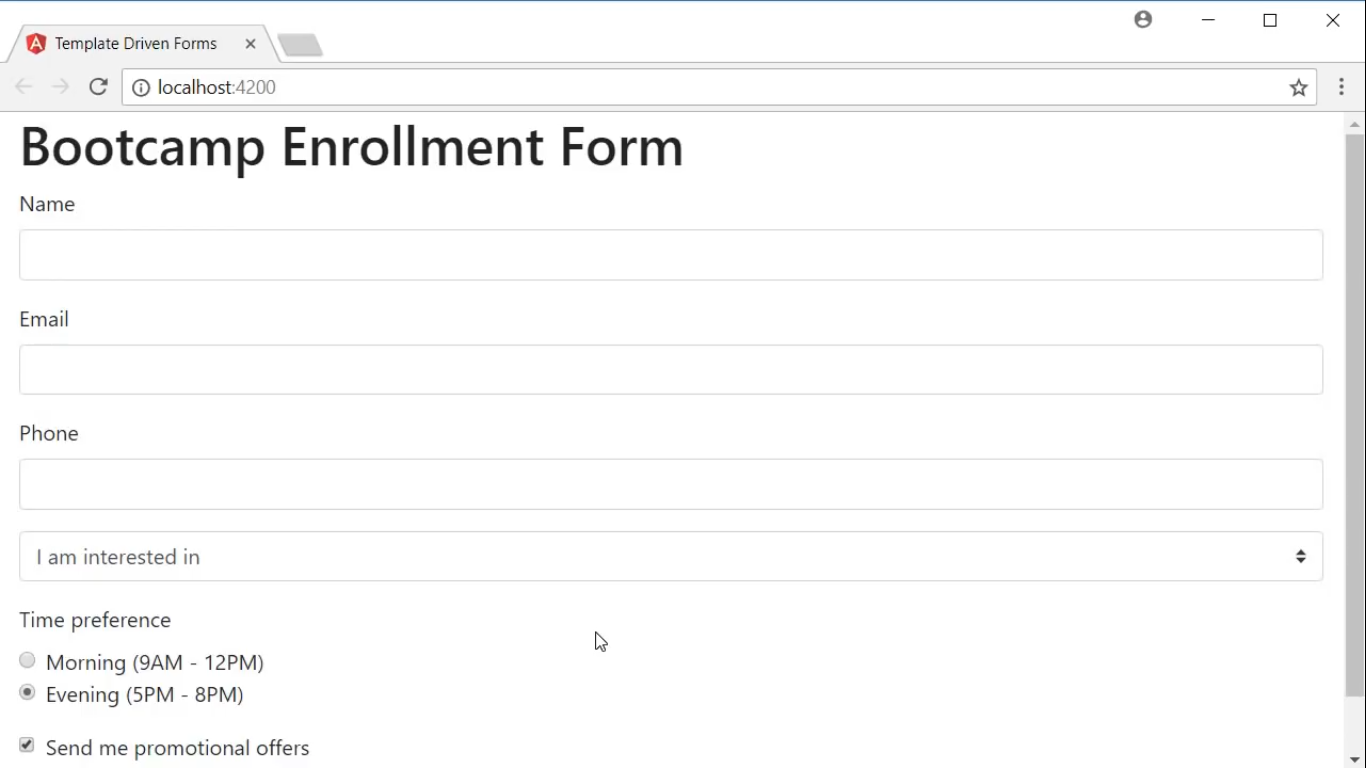 Template Driven Forms
localhost:4200
Bootcamp Enrollment Form
Name
Email
Phone
I am interested in
Time preference
Morning (9AM - 12PM)
Evening (5PM - 8PM)
Send me promotional offers